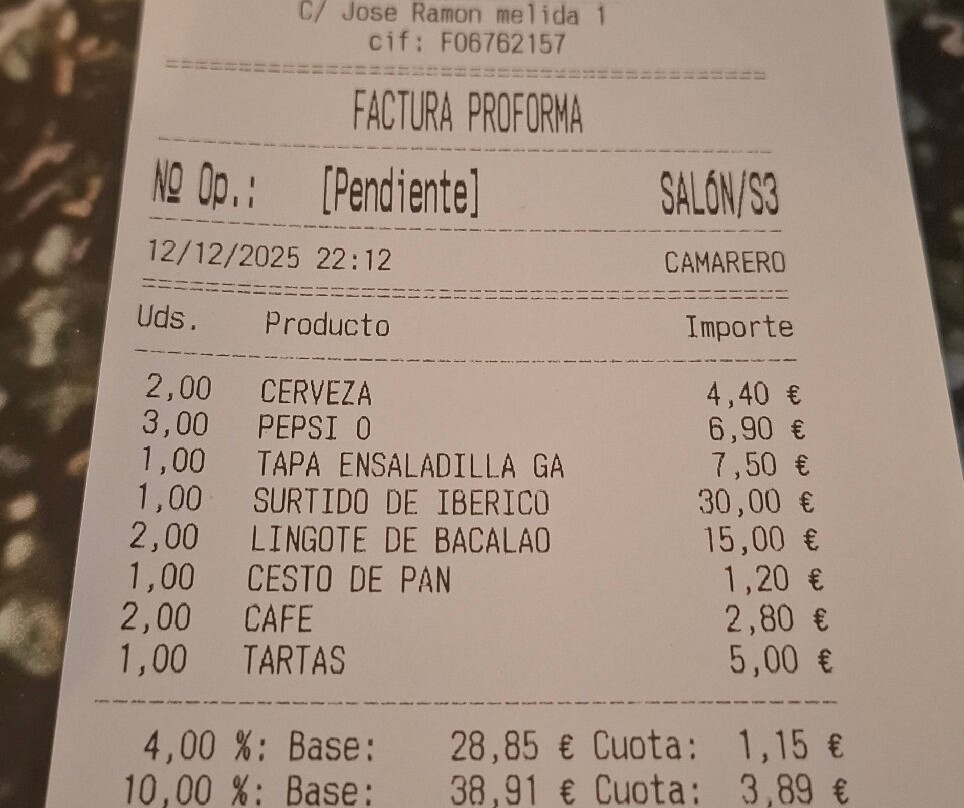 C/ Jose Ramon melida 1
cif: F06762157
FACTURA PROFORMA
Nº Op.: [Pendiente] SALÓN/S3
12/12/2025 22:12 CAMARERO
Uds. Producto Importe
2,00 CERVEZA 4,40 €
3,00 PEPSI O 6,90 €
1,00 TAPA ENSALADILLA GA 7,50 €
1,00 SURTIDO DE IBERICO 30,00 €
2,00 LINGOTE DE BACALAO 15,00 €
1,00 CESTO DE PAN 1,20 €
2,00 CAFE 2,80 €
1,00 TARTAS 5,00 €
4,00 %: Base: 28,85 € Cuota: 1,15 €
10,00 %: Base: 38,91 € Cuota: 3,89 €